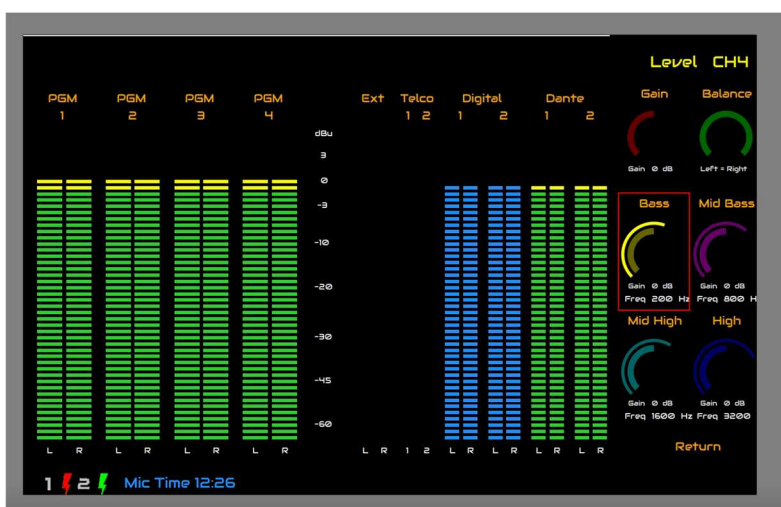 Level CH4
PGM PGM PGM PGM Ext Telco Digital Dante Gain Balance
1 2 3 4 1 2 1 2 1 2
dBu
3
Gain 0 dB Left = Right
0
Bass Mid Bass
-3
-10
-20
Gain 0 dB Gain 0 dB
Freq 200 Hz Freq 800 H
Mid High High
-30
-45
Gain 0 dB Gain 0 dB
Freq 1600 Hz Freq 3200
-60
L R L R L R L R L R 1 2 L R L R L R L R Return
1 2 Mic Time 12:26